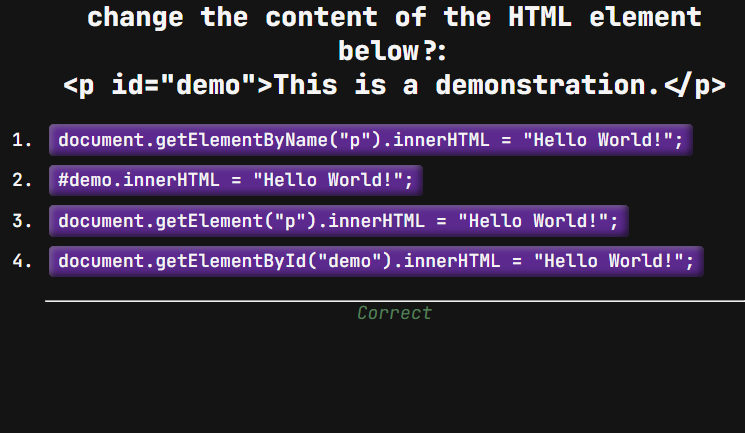 change the content of the HTML element
below?:
<p id="demo">This is a demonstration.</p>
1. document.getElementByName("p").innerHTML = "Hello World!";
2. #demo.innerHTML = "Hello World!";
3. document.getElement("p").innerHTML = "Hello World!";
4. document.getElementById("demo").innerHTML = "Hello World!";
Correct